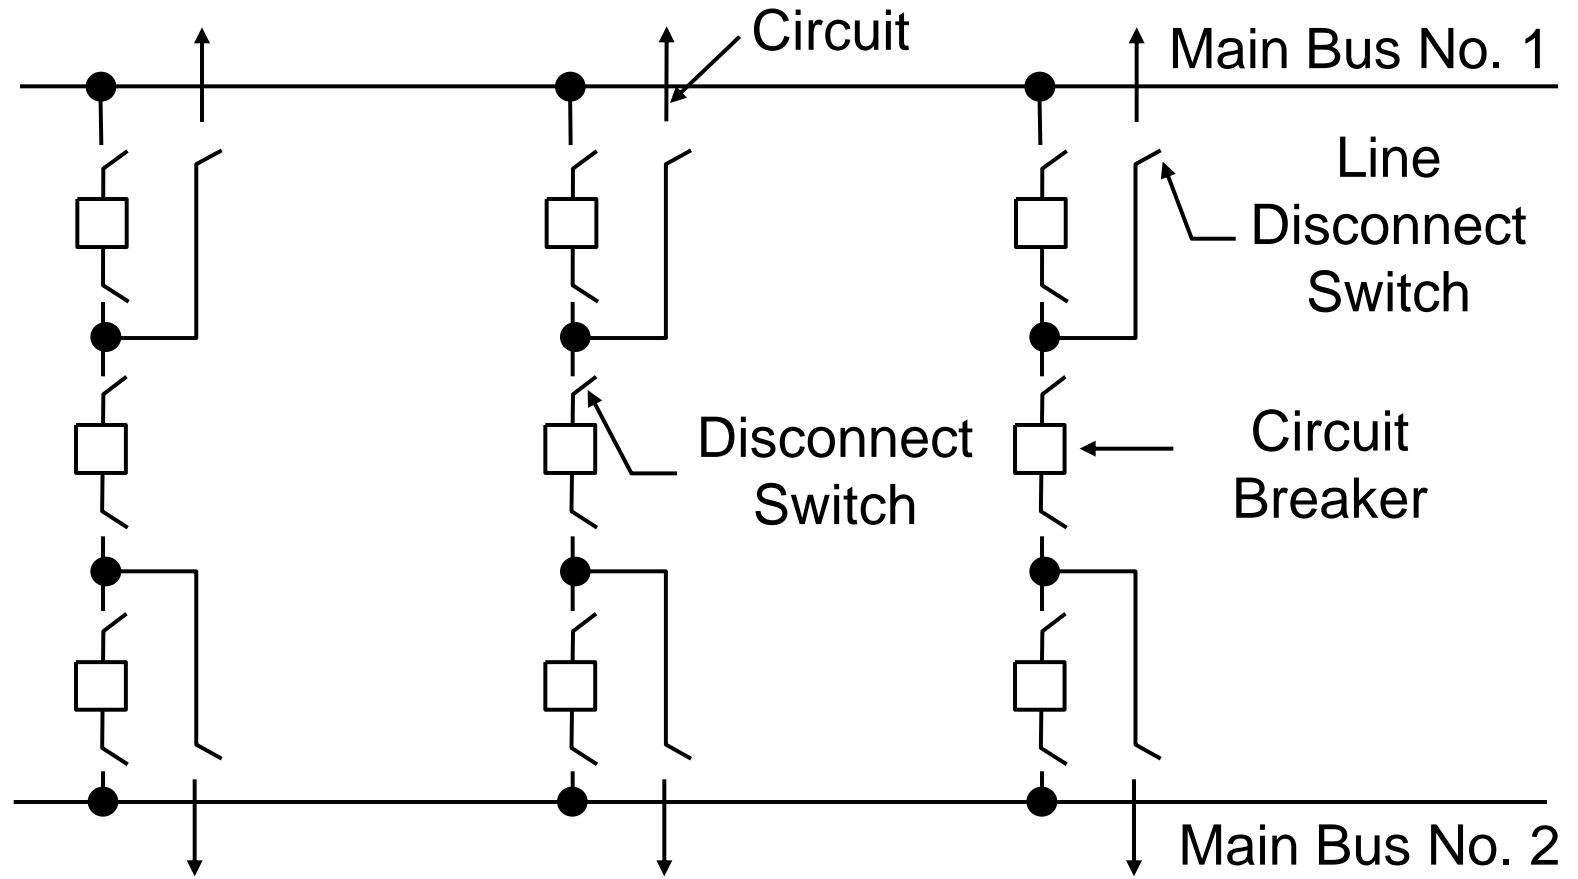 Circuit
Main Bus No. 1
Line
Disconnect
Switch
Disconnect
Switch
Circuit
Breaker
Main Bus No. 2